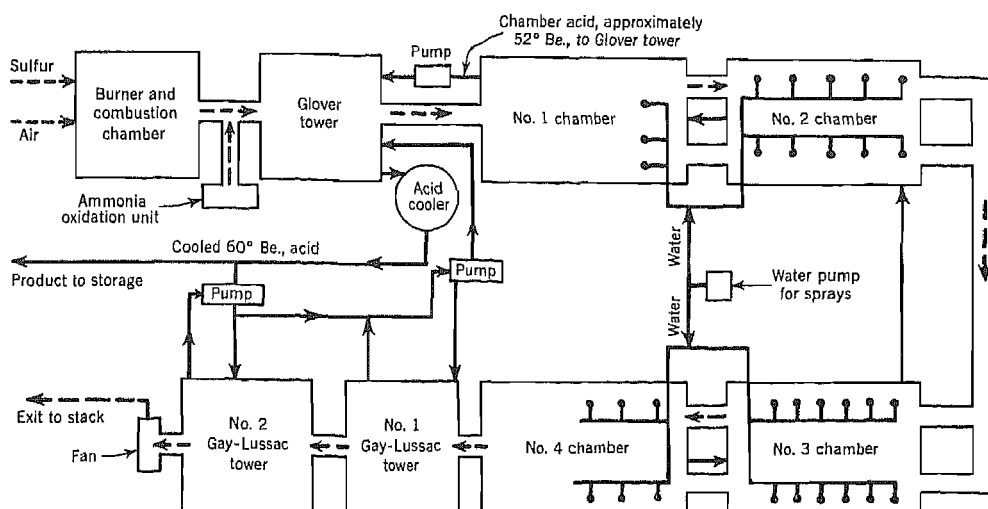 Chamber acid, approximately
52° Be., to Glover tower
Pump
Sulfur
Air
Burner and
combustion
chamber
Glover
tower
No. 1 chamber
No. 2 chamber
Ammonia
oxidation unit
Acid
cooler
Cooled 60° Be., acid
Product to storage
Pump
Pump
Water
Water
Water pump
for sprays
Exit to stack
Fan
No. 2
Gay-Lussac
tower
No. 1
Gay-Lussac
tower
No. 4 chamber
No. 3 chamber